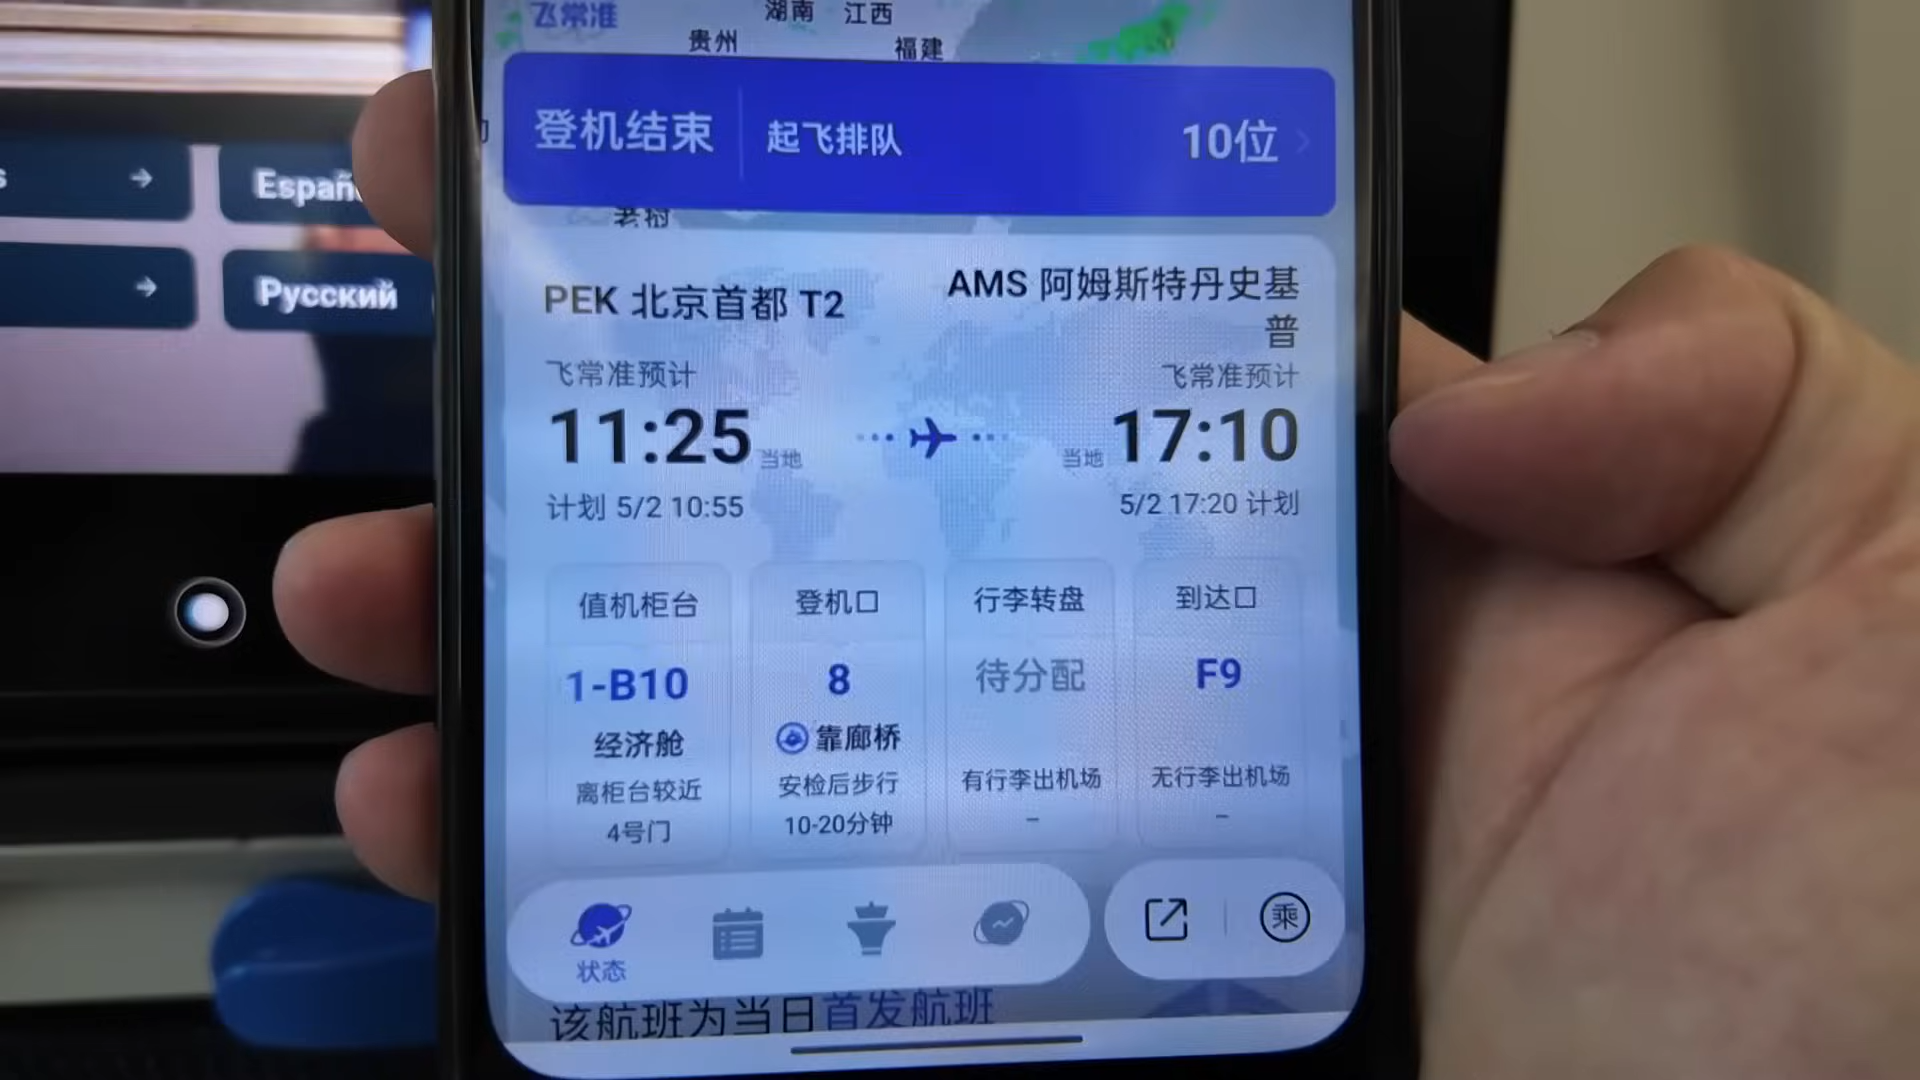 飞常准
湖南
江西
贵州
福建
登机结束
起飞排队
10位
Español
Русский
PEK 北京首都 T2
AMS 阿姆斯特丹史基
普
飞常准预计
飞常准预计
11:25 当地
当地 17:10
计划 5/2 10:55
5/2 17:20 计划
值机柜台
1-B10
经济舱
离柜台较近
4号门
登机口
8
靠廊桥
安检后步行
10-20分钟
行李转盘
待分配
有行李出机场
–
到达口
F9
无行李出机场
–
状态
乘
该航班为当日首发航班